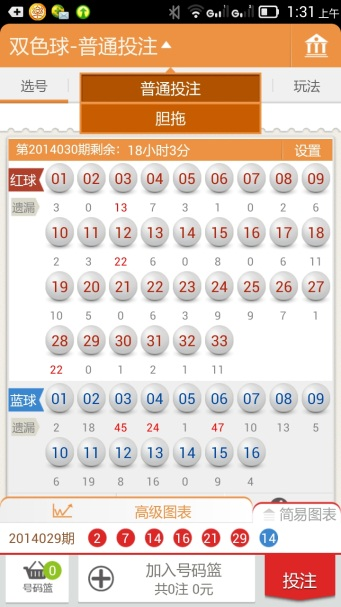 1:31 上午
双色球-普通投注
选号
普通投注
玩法
胆拖
第2014030期剩余：18小时3分
设置
红球 01 02 03 04 05 06 07 08 09
遗漏 3 0 13 7 3 1 0 2 6
10 11 12 13 14 15 16 17 18
2 3 22 6 0 8 0 4 6
19 20 21 22 23 24 25 26 27
10 5 0 6 3 9 9 7 1
28 29 30 31 32 33
22 0 1 2 1 11
蓝球 01 02 03 04 05 06 07 08 09
遗漏 2 18 45 24 1 47 10 13 5
10 11 12 13 14 15 16
6 19 8 16 0 9 4
高级图表
简易图表
2014029期 2 7 14 16 21 29 14
0
号码篮
加入号码篮
共0注 0元
投注